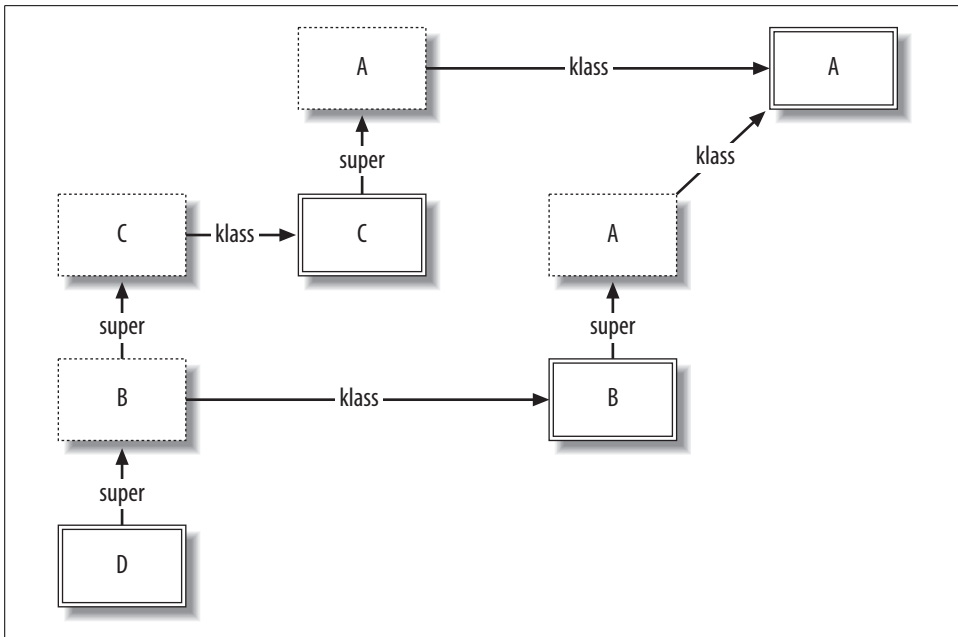 A klass A
super klass
C klass C A
super super
B klass B
super
D